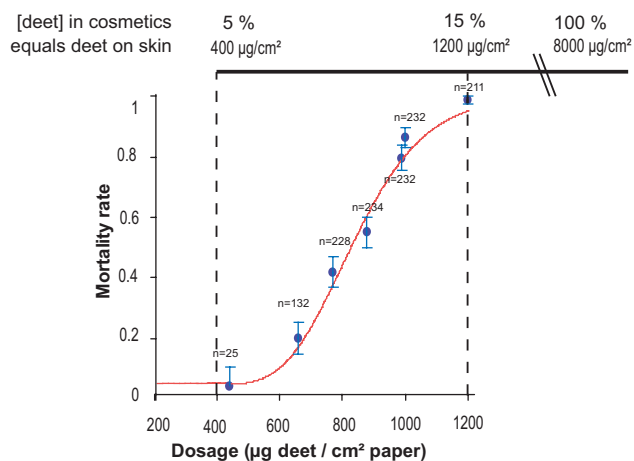 [deet] in cosmetics 5 % 15 % 100 %
equals deet on skin 400 µg/cm² 1200 µg/cm² 8000 µg/cm²
n=211
1
n=232
0.8
n=232
0.6
n=234
n=228
0.4
n=132
0.2
n=25
0
Mortality rate
200 400 600 800 1000 1200
Dosage (µg deet / cm² paper)